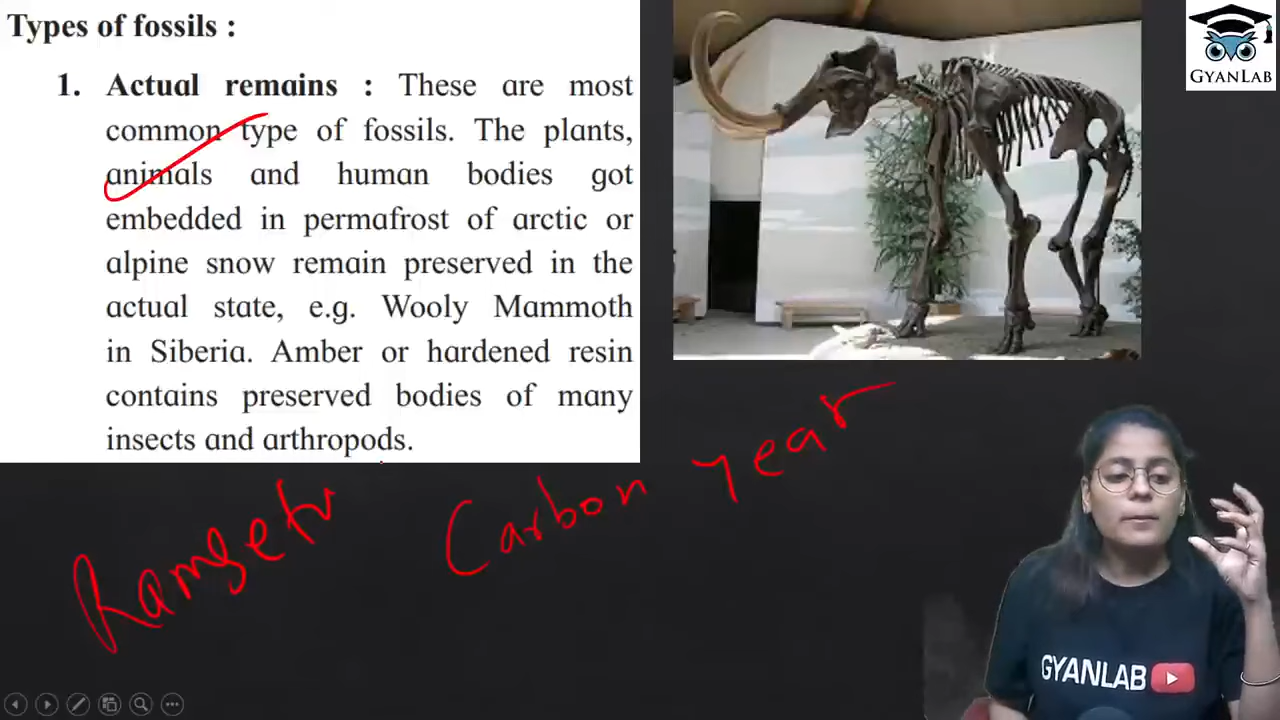 Types of fossils :
GYANLAB
1. Actual remains : These are most
common type of fossils. The plants,
animals and human bodies got
embedded in permafrost of arctic or
alpine snow remain preserved in the
actual state, e.g. Wooly Mammoth
in Siberia. Amber or hardened resin
contains preserved bodies of many
insects and arthropods.
Ramsetu
Carbon year
GYANLAB